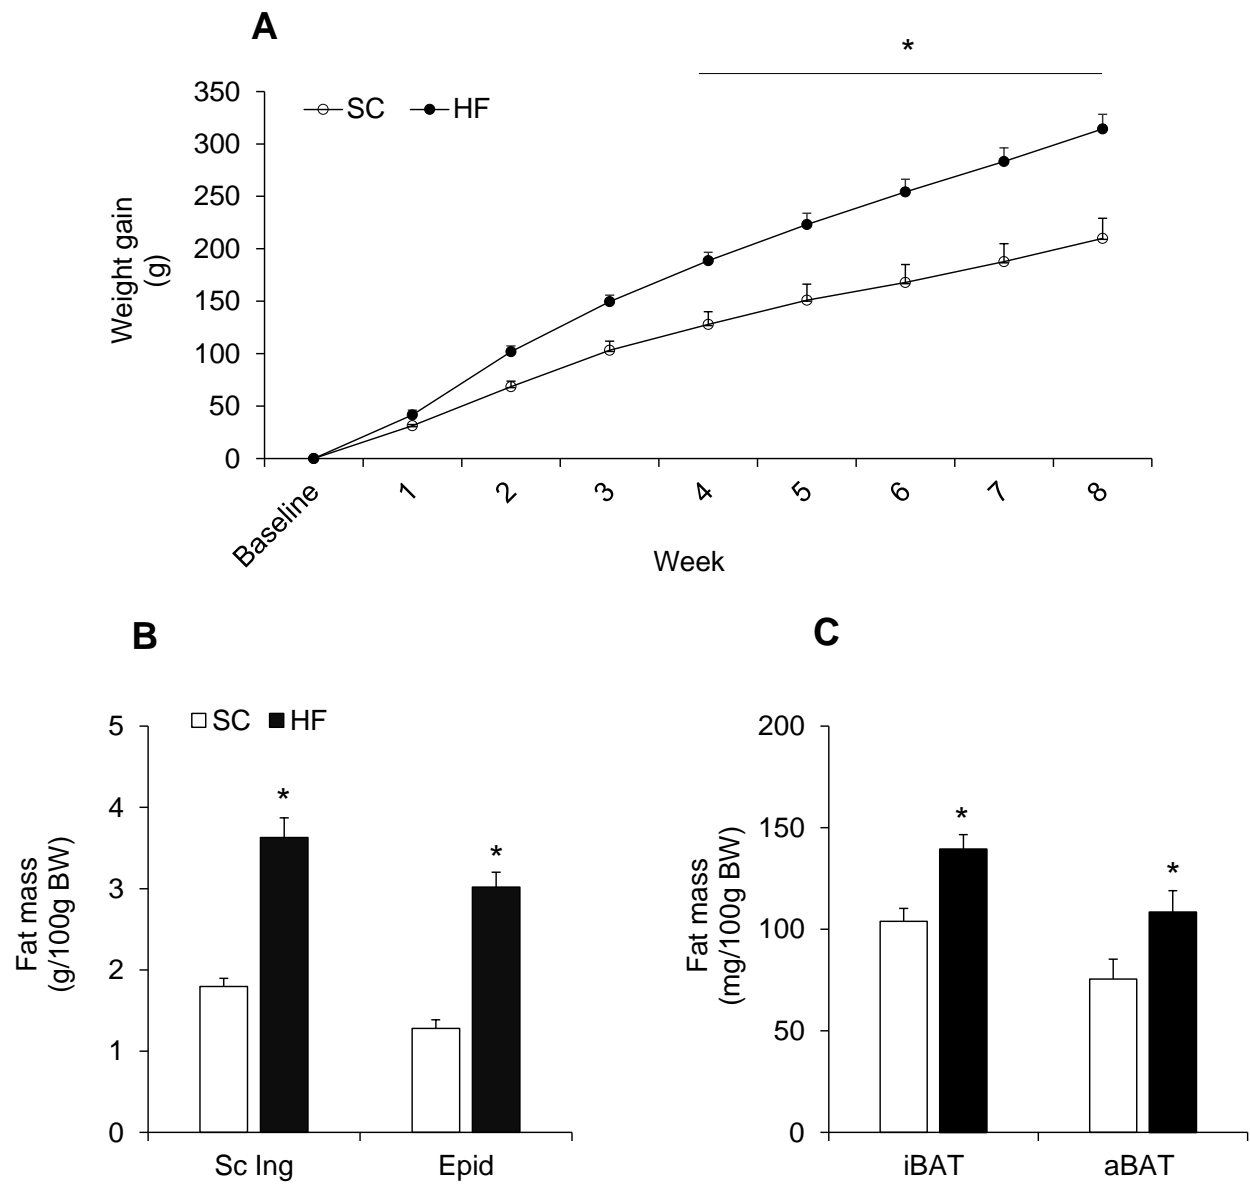 A
*
SC HF
350
300
250
200
150
100
50
0
Weight gain
(g)
Baseline 1 2 3 4 5 6 7 8
Week
B
SC HF
5
4
3
2
1
0
Fat mass
(g/100g BW)
*
*
Sc Ing Epid
C
200
150
100
50
0
Fat mass
(mg/100g BW)
*
*
iBAT aBAT